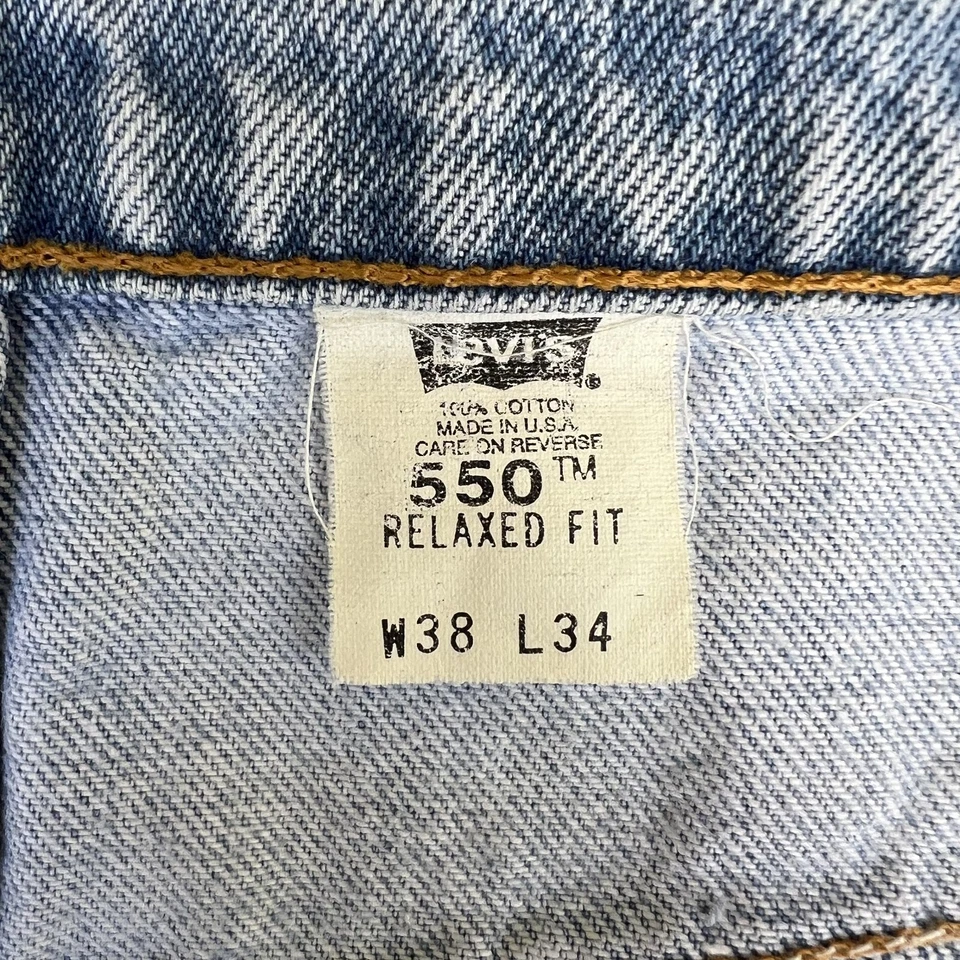 Levi's
100% COTTON
MADE IN U.S.A.
CARE ON REVERSE
550™
RELAXED FIT
W38 L34